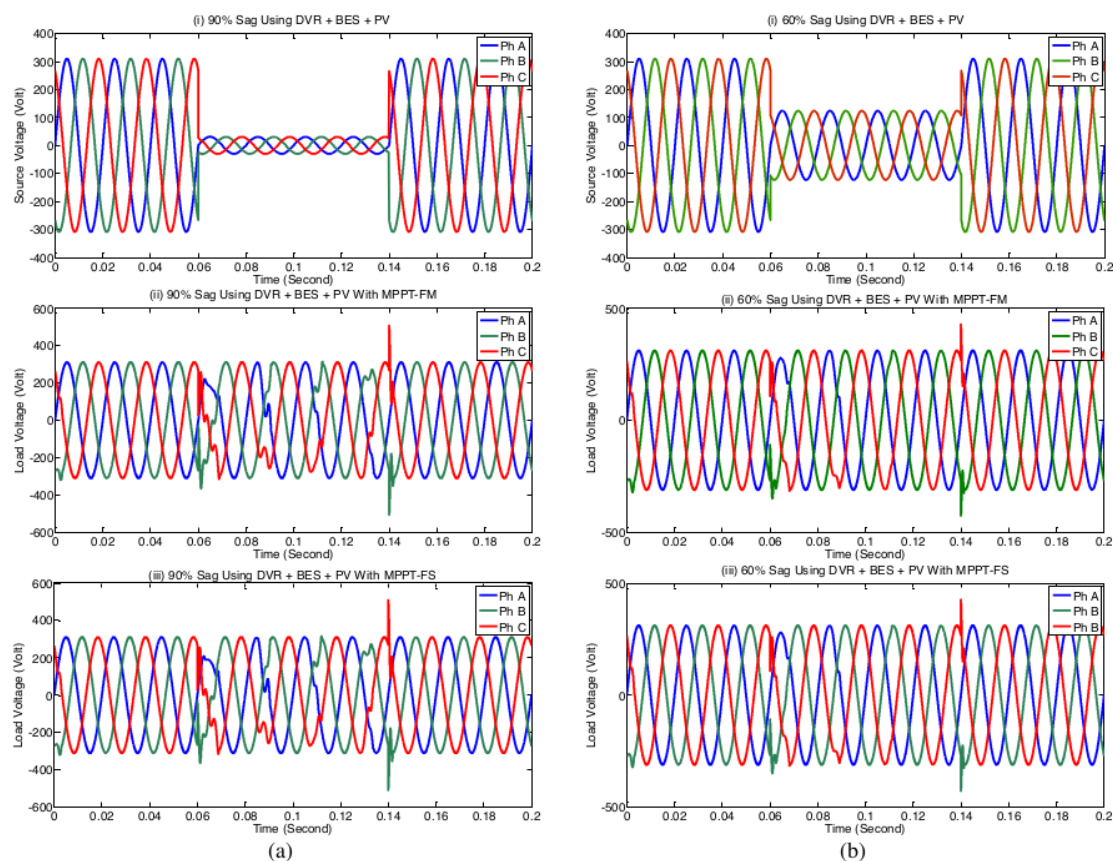 (i) 90% Sag Using DVR + BES + PV
400
300
200
100
0
-100
-200
-300
-400
Source Voltage (Volt)
Ph A
Ph B
Ph C
0 0.02 0.04 0.06 0.08 0.1 0.12 0.14 0.16 0.18 0.2
Time (Second)
(ii) 90% Sag Using DVR + BES + PV With MPPT-FM
600
400
200
0
-200
-400
-600
Load Voltage (Volt)
Ph A
Ph B
Ph C
0 0.02 0.04 0.06 0.08 0.1 0.12 0.14 0.16 0.18 0.2
Time (Second)
(iii) 90% Sag Using DVR + BES + PV With MPPT-FS
600
400
200
0
-200
-400
-600
Load Voltage (Volt)
Ph A
Ph B
Ph C
0 0.02 0.04 0.06 0.08 0.1 0.12 0.14 0.16 0.18 0.2
Time (Second)
(a)
(i) 60% Sag Using DVR + BES + PV
400
300
200
100
0
-100
-200
-300
-400
Source Voltage (Volt)
Ph A
Ph B
Ph C
0 0.02 0.04 0.06 0.08 0.1 0.12 0.14 0.16 0.18 0.2
Time (Second)
(ii) 60% Sag Using DVR + BES + PV With MPPT-FM
500
0
-500
Load Voltage (Volt)
Ph A
Ph B
Ph C
0 0.02 0.04 0.06 0.08 0.1 0.12 0.14 0.16 0.18 0.2
Time (Second)
(iii) 60% Sag Using DVR + BES + PV With MPPT-FS
500
0
-500
Load Voltage (Volt)
Ph A
Ph B
Ph B
0 0.02 0.04 0.06 0.08 0.1 0.12 0.14 0.16 0.18 0.2
Time (Second)
(b)